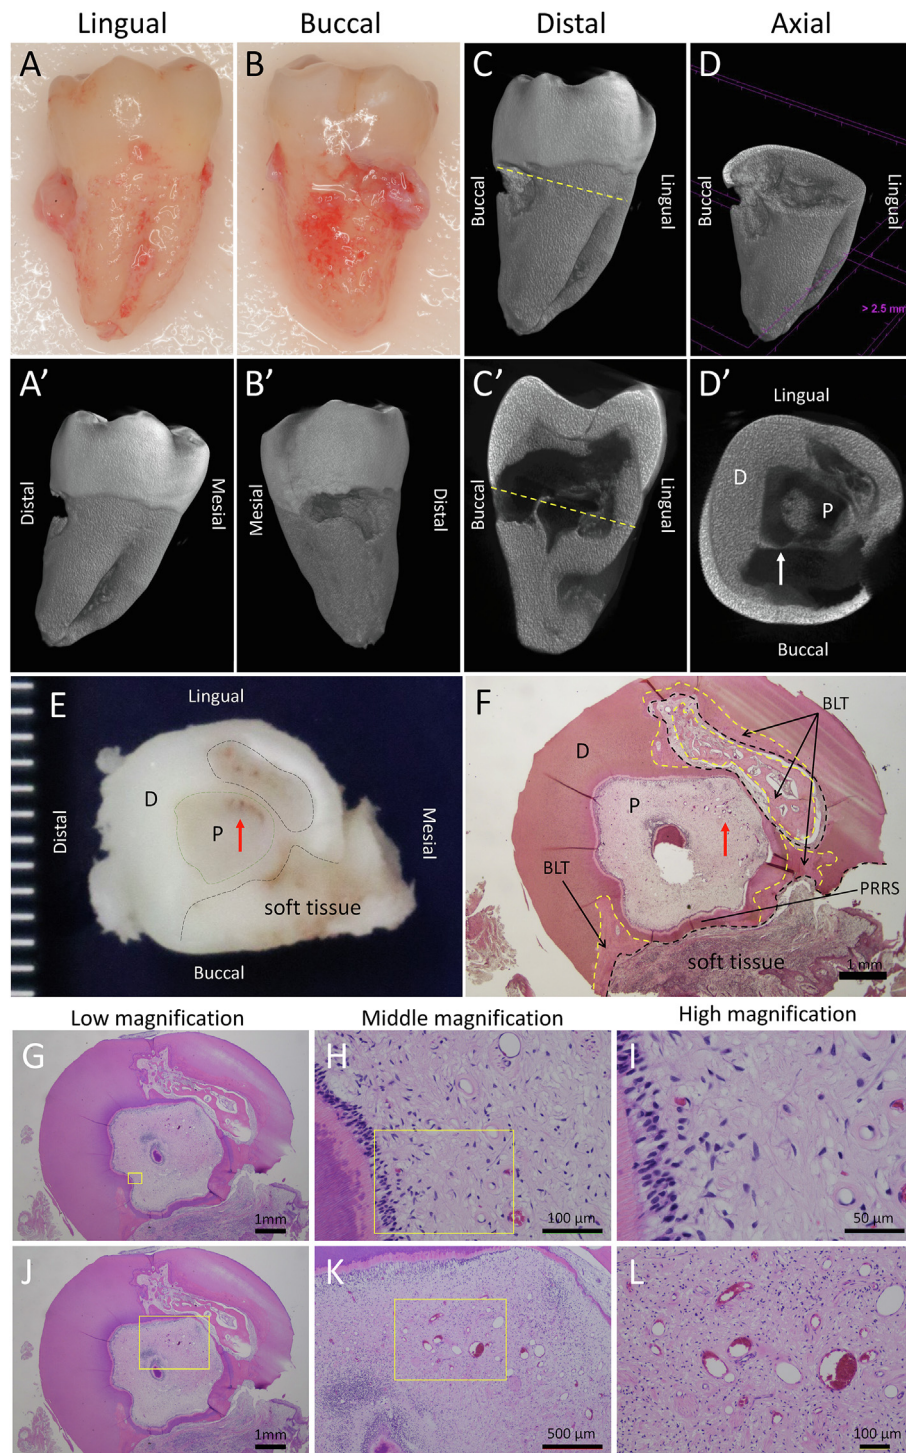 Lingual
Buccal
Distal
Axial
A
B
C
D
Buccal
Lingual
Buccal
Lingual
> 2.5 mm
A’
B’
C’
D’
Distal
Mesial
Mesial
Distal
Buccal
Lingual
Lingual
D
P
Buccal
E
Lingual
D
P
Distal
Mesial
soft tissue
Buccal
F
BLT
D
P
BLT
PRRS
soft tissue
1 mm
Low magnification
Middle magnification
High magnification
G
1mm
H
100 µm
I
50 µm
J
1mm
K
500 µm
L
100 µm